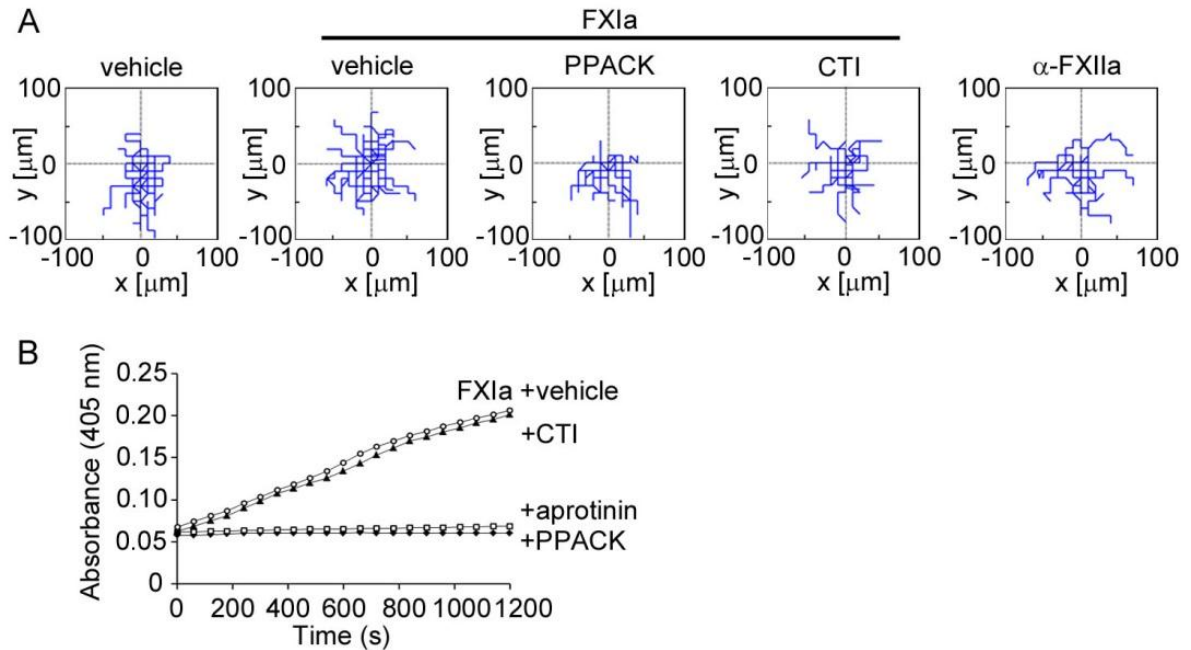 A
FXIa
vehicle vehicle PPACK CTI α-FXIIa
100 100 100 100 100
y [μm] y [μm] y [μm] y [μm] y [μm]
0 0 0 0 0
-100 -100 -100 -100 -100
-100 0 100 -100 0 100 -100 0 100 -100 0 100 -100 0 100
x [μm] x [μm] x [μm] x [μm] x [μm]
B
Absorbance (405 nm)
0.25
FXIa +vehicle
0.20
+CTI
0.15
0.10
+aprotinin
0.05
+PPACK
0
0 200 400 600 800 1000 1200
Time (s)